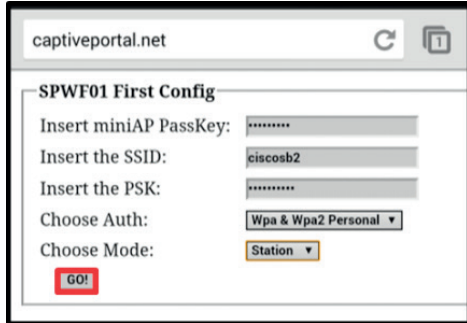 captiveportal.net
1
SPWF01 First Config
Insert miniAP PassKey: •••••••••
Insert the SSID: ciscosb2
Insert the PSK: ••••••••••
Choose Auth: Wpa & Wpa2 Personal
Choose Mode: Station
GO!